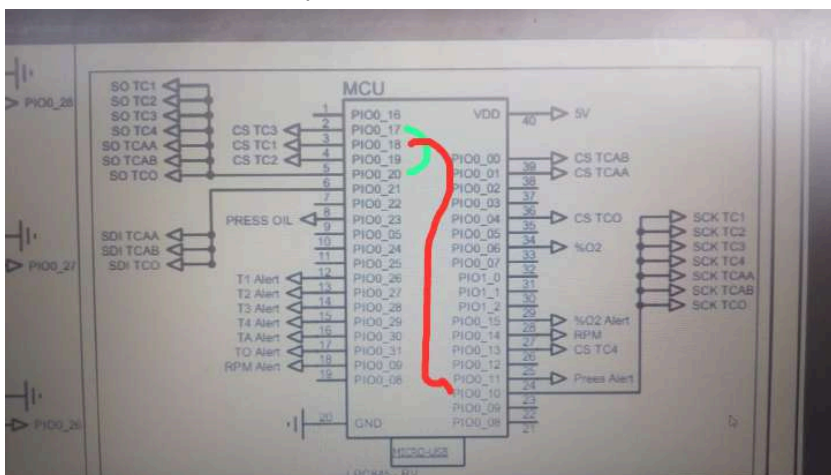 PIO0_28
PIO0_27
PIO0_26
SO TC1
SO TC2
SO TC3
SO TC4
SO TCAA
SO TCAB
SO TCO
SDI TCAA
SDI TCAB
SDI TCO
CS TC3
CS TC1
CS TC2
PRESS OIL
T1 Alert
T2 Alert
T3 Alert
T4 Alert
TA Alert
TO Alert
RPM Alert
MCU
1 PIO0_16
2 PIO0_17
3 PIO0_18
4 PIO0_19
5 PIO0_20
6 PIO0_21
7 PIO0_22
8 PIO0_23
9 PIO0_05
10 PIO0_24
11 PIO0_25
12 PIO0_26
13 PIO0_27
14 PIO0_28
15 PIO0_29
16 PIO0_30
17 PIO0_31
18 PIO0_09
19 PIO0_08
20 GND
VDD 40 5V
PIO0_00 39 CS TCAB
PIO0_01 38 CS TCAA
PIO0_02 37
PIO0_03 36
PIO0_04 35 CS TCO
PIO0_05 34
PIO0_06 33 %O2
PIO0_07 32
PIO1_0 31
PIO1_1 30
PIO1_2 29
PIO0_15 28 %O2 Alert
PIO0_14 27 RPM
PIO0_13 26 CS TC4
PIO0_12 25
PIO0_11 24 Prees Alert
PIO0_10 23
PIO0_09 22
PIO0_08 21
SCK TC1
SCK TC2
SCK TC3
SCK TC4
SCK TCAA
SCK TCAB
SCK TCO
MICRO-USB